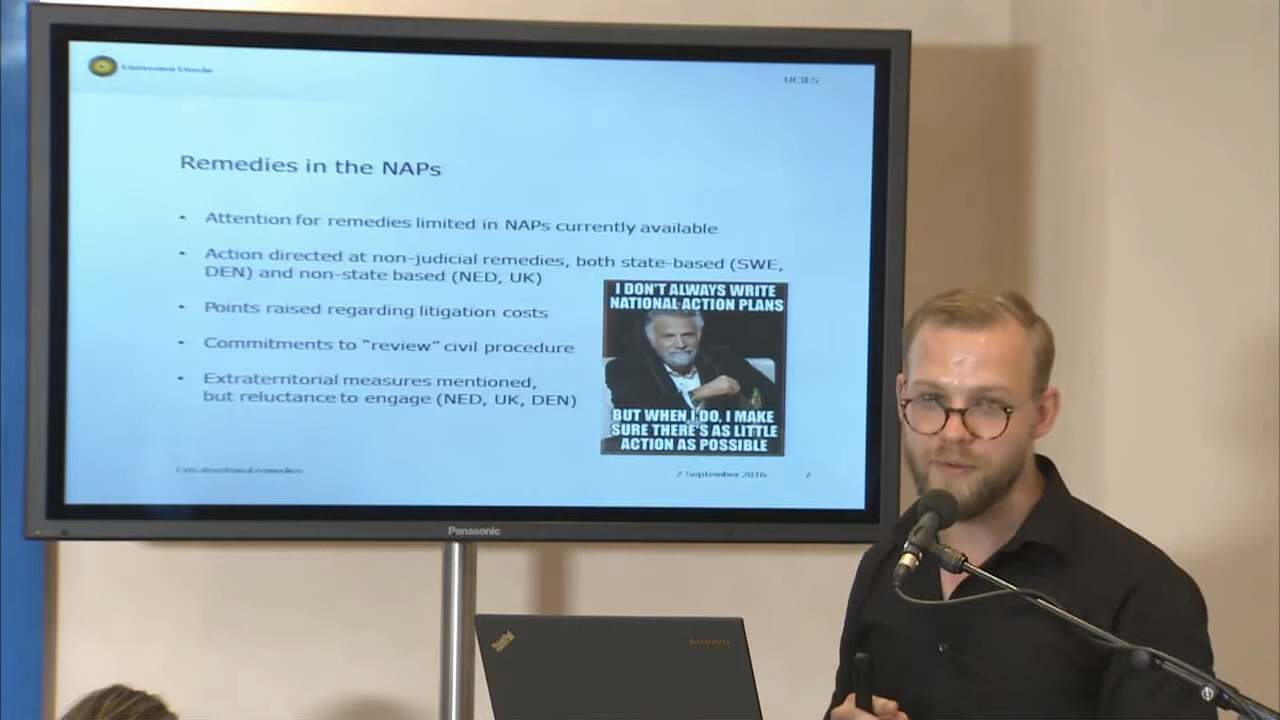 Universiteit Utrecht
UCIES
Remedies in the NAPs
• Attention for remedies limited in NAPs currently available
• Action directed at non-judicial remedies, both state-based (SWE,
DEN) and non-state based (NED, UK)
• Points raised regarding litigation costs
• Commitments to “review” civil procedure
• Extraterritorial measures mentioned,
but reluctance to engage (NED, UK, DEN)
I DON'T ALWAYS WRITE
NATIONAL ACTION PLANS
BUT WHEN I DO, I MAKE
SURE THERE'S AS LITTLE
ACTION AS POSSIBLE
Extraterritorial remedies
2 September 2016
Panasonic
ThinkPad
lenovo